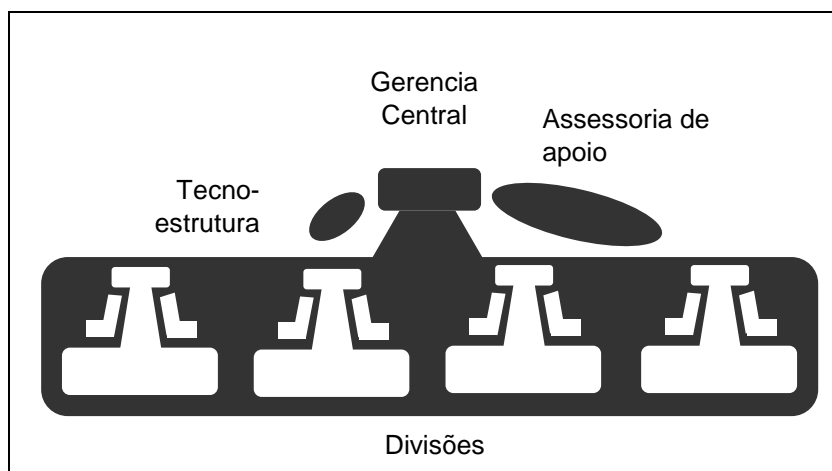 Gerencia
Central
Assessoria de
apoio
Tecno-
estrutura
Divisões